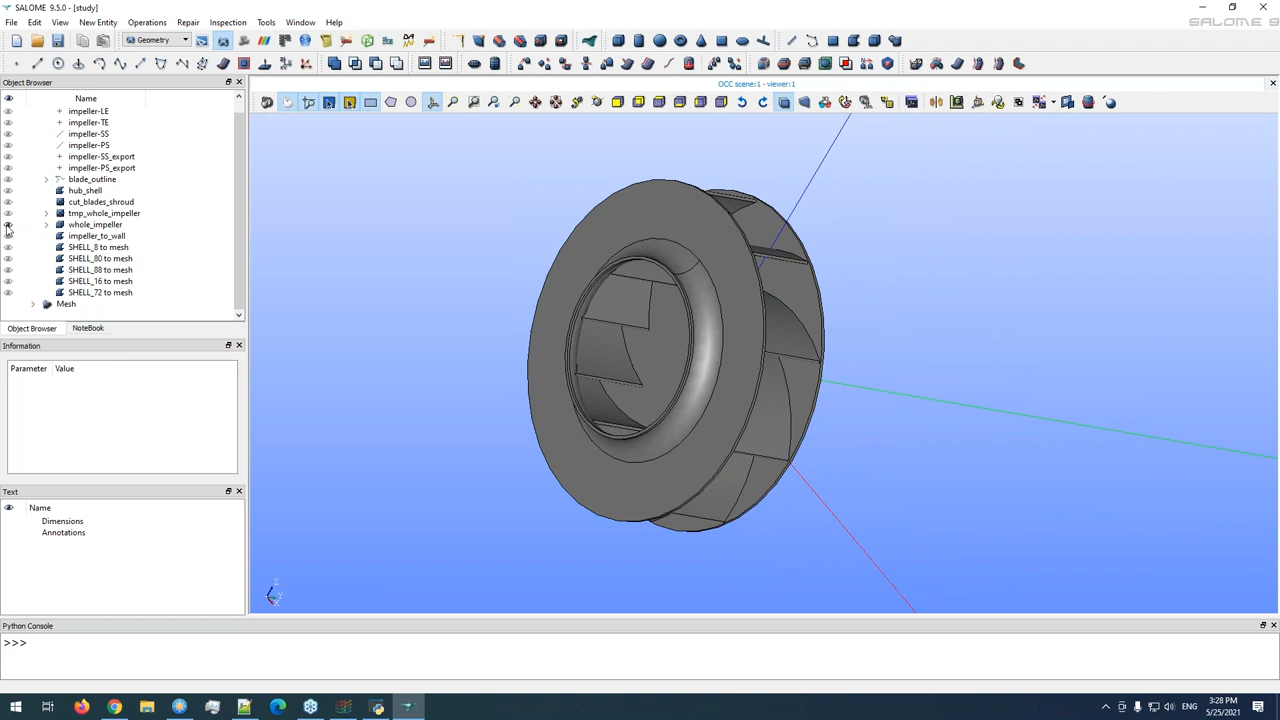 SALOME 9.5.0 - [study]
File Edit View New Entity Operations Repair Inspection Tools Window Help
SALOME 9
Geometry
Object Browser
OCC scene:1 - viewer:1
Name
impeller-LE
impeller-TE
impeller-SS
impeller-PS
impeller-SS_export
impeller-PS_export
blade_outline
hub_shell
cut_blades_shroud
tmp_whole_impeller
whole_impeller
impeller_to_wall
SHELL_8 to mesh
SHELL_80 to mesh
SHELL_88 to mesh
SHELL_16 to mesh
SHELL_72 to mesh
Mesh
Object Browser NoteBook
Information
Parameter Value
Text
Name
Dimensions
Annotations
Z
Y
X
Python Console
>>>
3:28 PM
5/25/2021